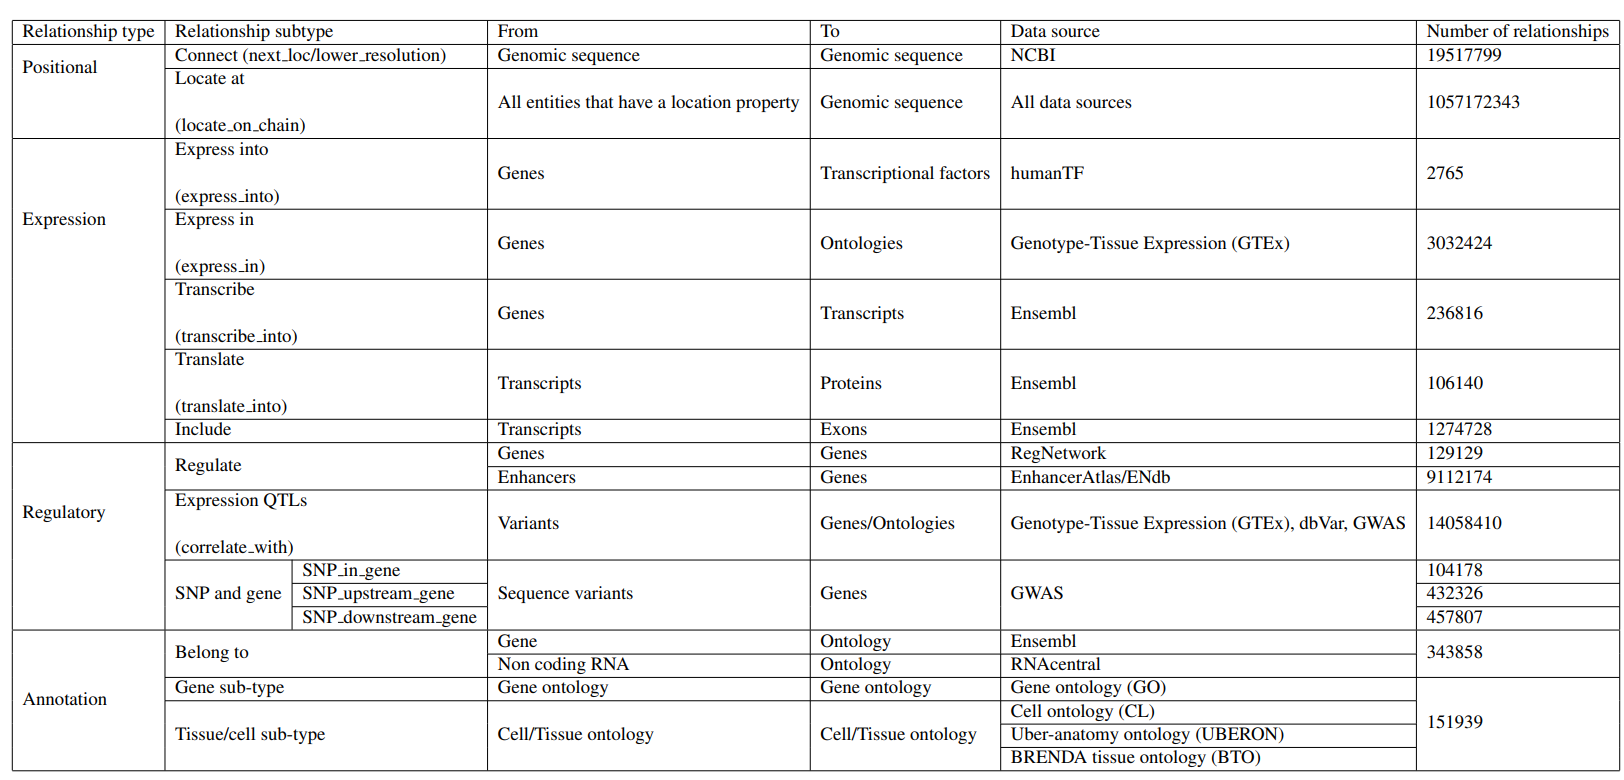 Relationship type Relationship subtype From To Data source Number of relationships
Positional Connect (next_loc/lower_resolution) Genomic sequence Genomic sequence NCBI 19517799
Locate at
(locate_on_chain) All entities that have a location property Genomic sequence All data sources 1057172343
Expression Express into
(express_into) Genes Transcriptional factors humanTF 2765
Express in
(express_in) Genes Ontologies Genotype-Tissue Expression (GTEx) 3032424
Transcribe
(transcribe_into) Genes Transcripts Ensembl 236816
Translate
(translate_into) Transcripts Proteins Ensembl 106140
Include Transcripts Exons Ensembl 1274728
Regulatory Regulate Genes Genes RegNetwork 129129
Enhancers Genes EnhancerAtlas/ENdb 9112174
Expression QTLs
(correlate_with) Variants Genes/Ontologies Genotype-Tissue Expression (GTEx), dbVar, GWAS 14058410
SNP and gene SNP_in_gene Sequence variants Genes GWAS 104178
SNP_upstream_gene 432326
SNP_downstream_gene 457807
Annotation Belong to Gene Ontology Ensembl 343858
Non coding RNA Ontology RNAcentral
Gene sub-type Gene ontology Gene ontology Gene ontology (GO) 151939
Tissue/cell sub-type Cell/Tissue ontology Cell/Tissue ontology Cell ontology (CL)
Uber-anatomy ontology (UBERON)
BRENDA tissue ontology (BTO)